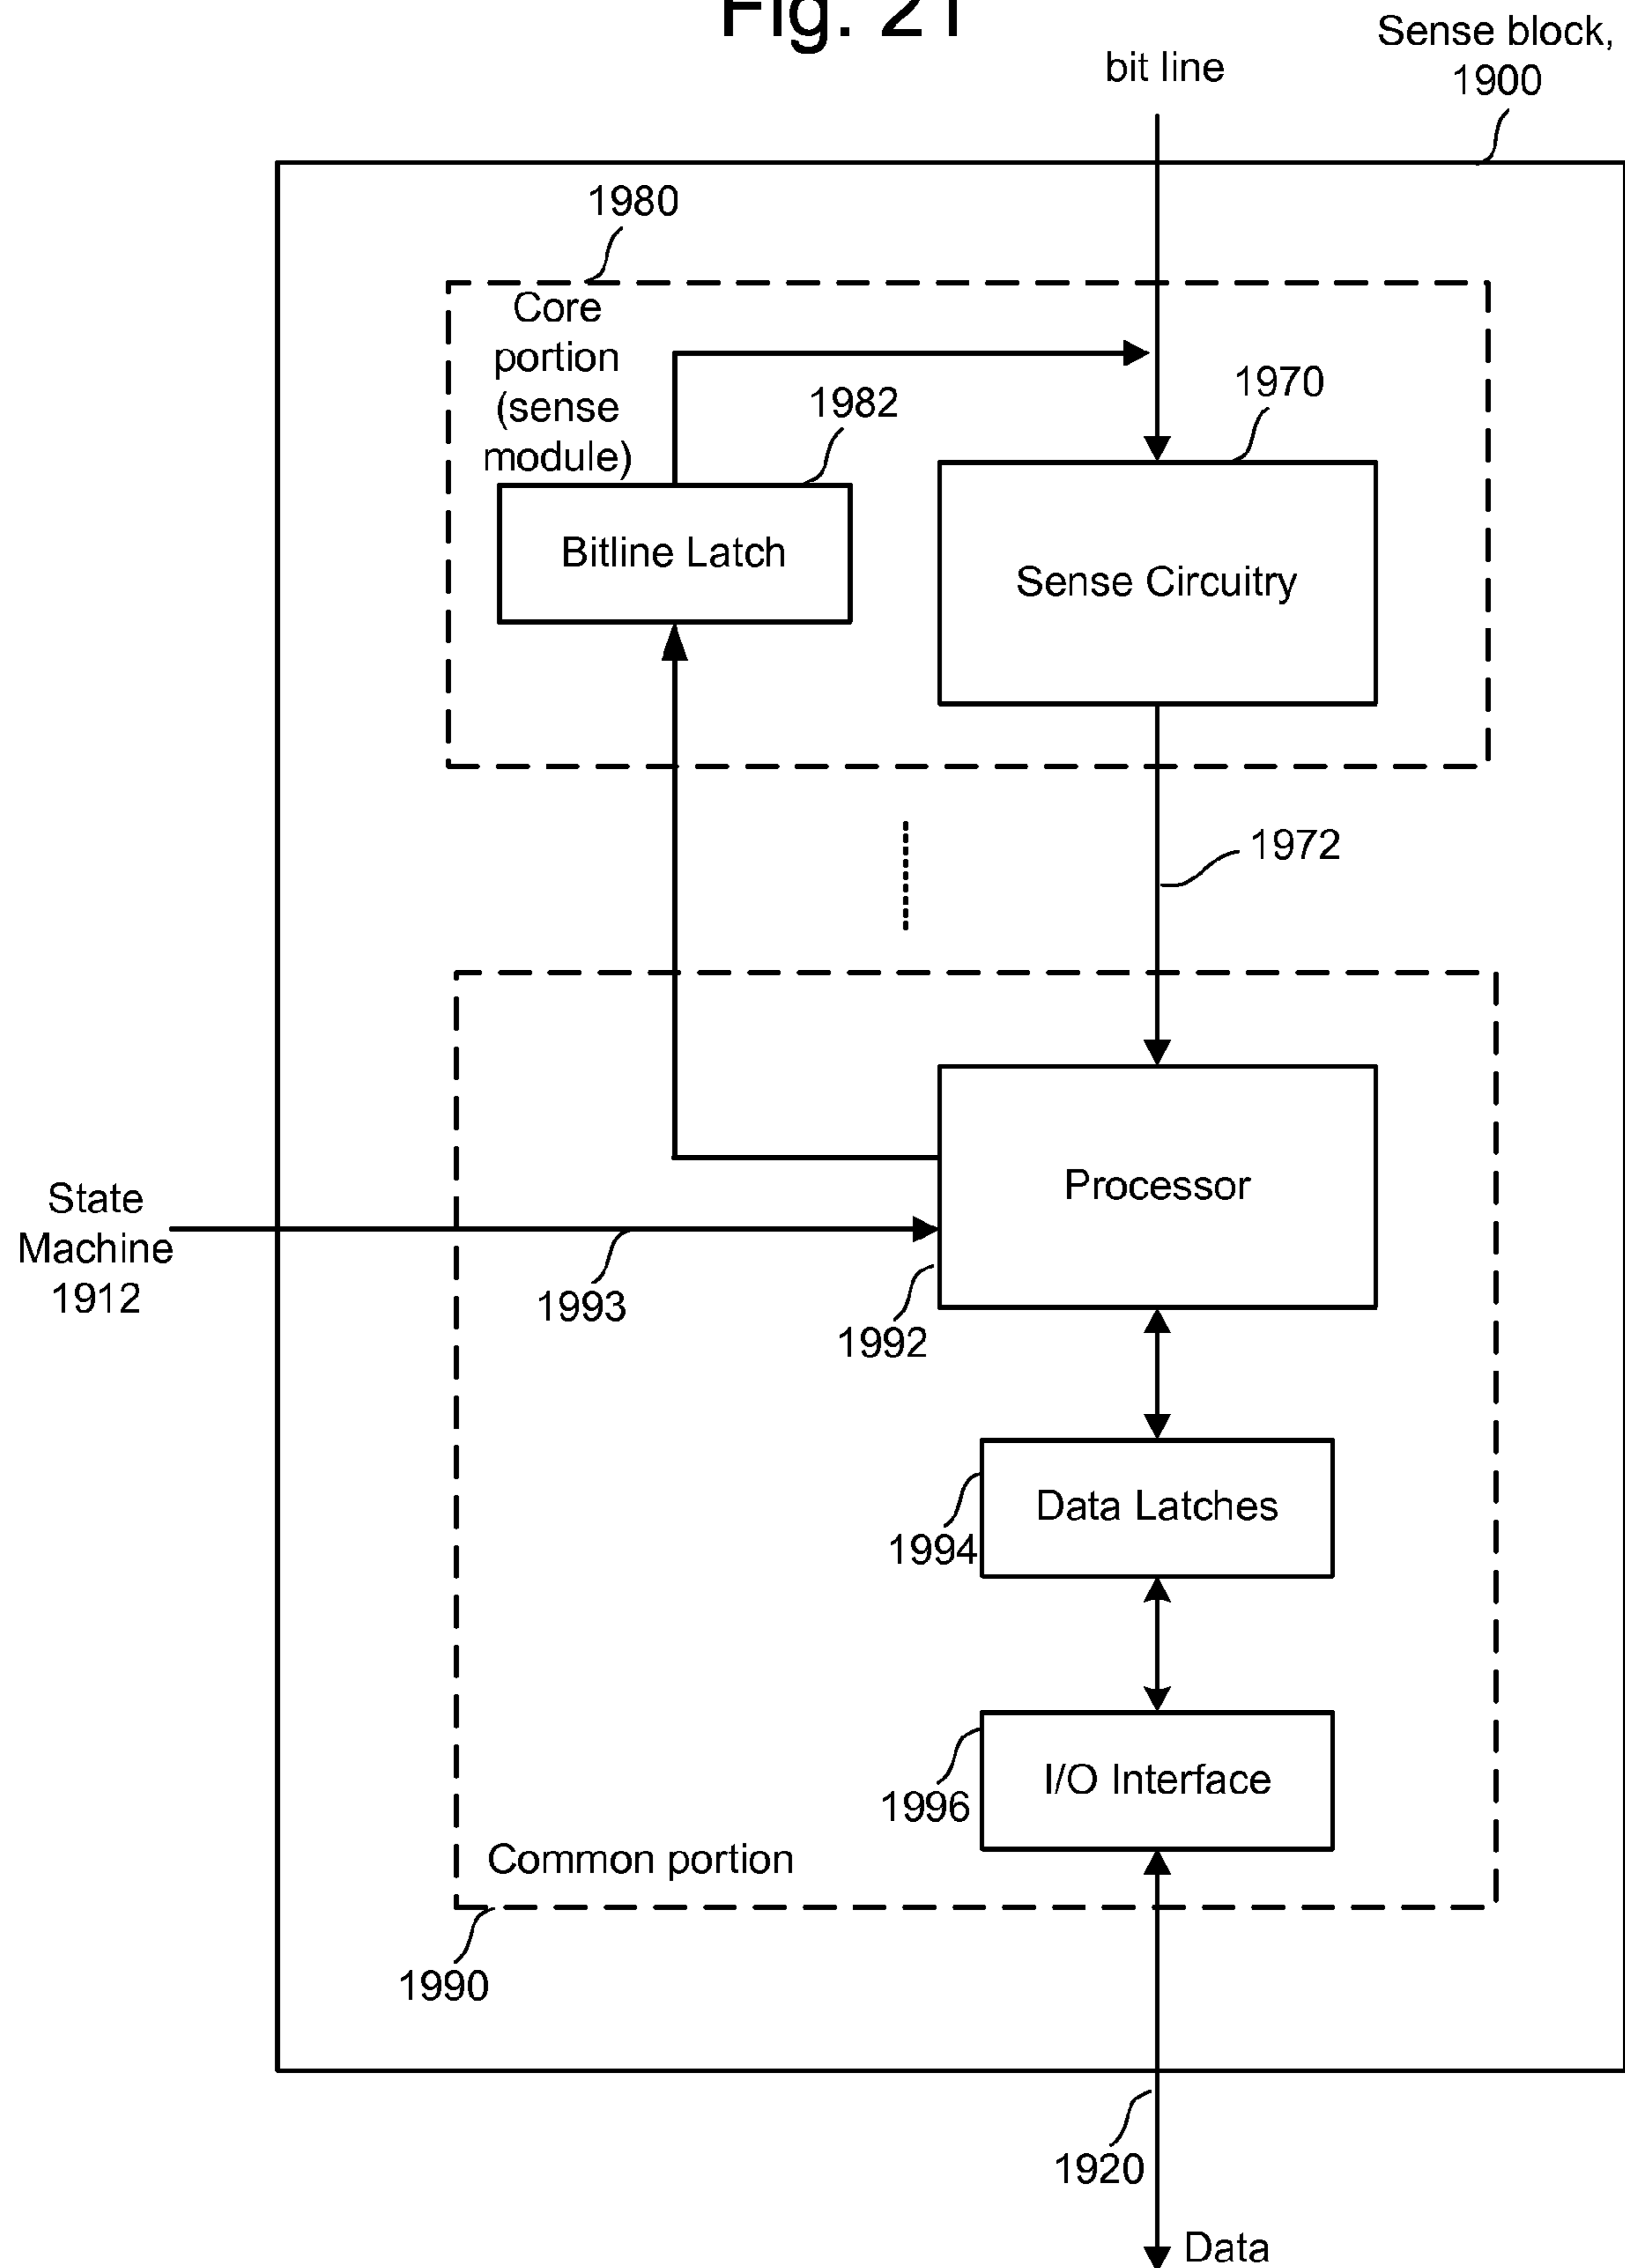 Fig. 21
Sense block,
1900
bit line
1980
Core
portion
(sense
module)
1982
1970
Bitline Latch
Sense Circuitry
1972
Processor
State
Machine
1912
1993
1992
Data Latches
1994
I/O Interface
1996
Common portion
1990
1920
Data